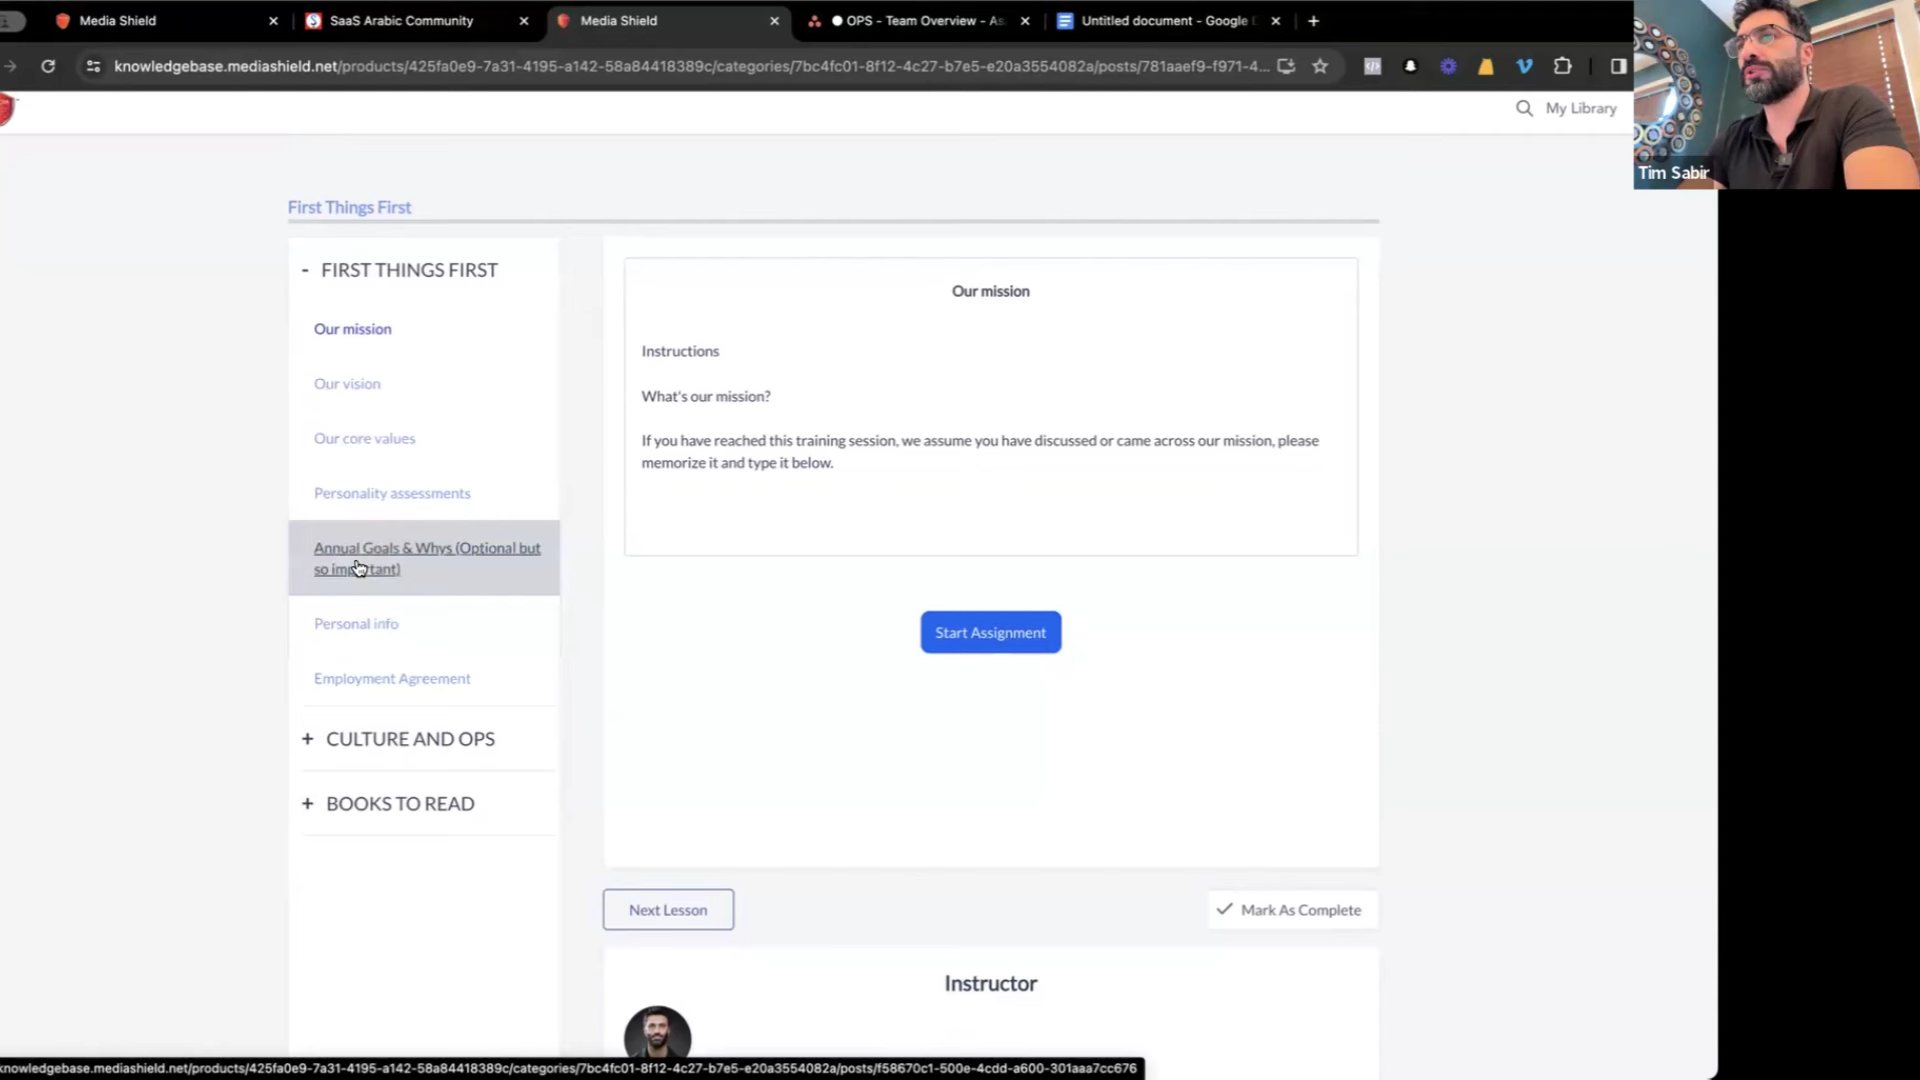 Media Shield
SaaS Arabic Community
Media Shield
OPS - Team Overview - As
Untitled document - Google
knowledgebase.mediashield.net/products/425fa0e9-7a31-4195-a142-58a84418389c/categories/7bc4fc01-8f12-4c27-b7e5-e20a3554082a/posts/781aaef9-f971-4...
My Library
Tim Sabir
First Things First
- FIRST THINGS FIRST
Our mission
Our vision
Our core values
Personality assessments
Annual Goals & Whys (Optional but
so important)
Personal info
Employment Agreement
+ CULTURE AND OPS
+ BOOKS TO READ
Our mission
Instructions
What's our mission?
If you have reached this training session, we assume you have discussed or came across our mission, please
memorize it and type it below.
Start Assignment
Next Lesson
Mark As Complete
Instructor
knowledgebase.mediashield.net/products/425fa0e9-7a31-4195-a142-58a84418389c/categories/7bc4fc01-8f12-4c27-b7e5-e20a3554082a/posts/f58670c1-500e-4cdd-a600-301aaa7cc676